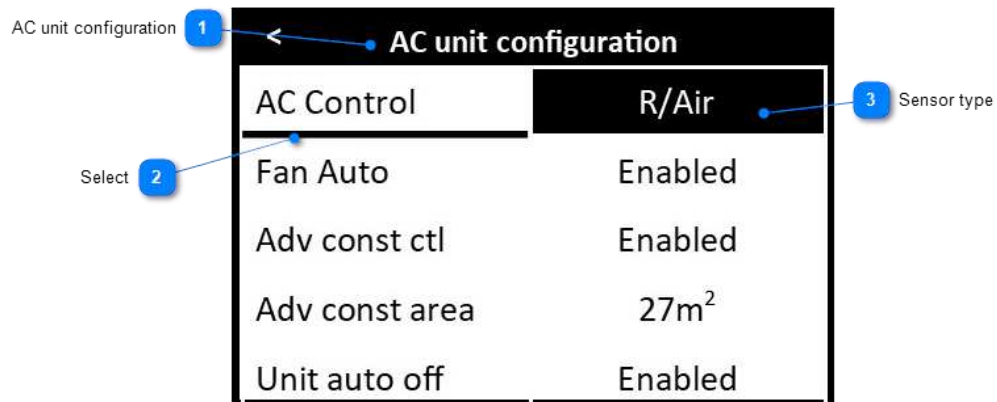 AC unit configuration 1
< AC unit configuration
AC Control R/Air
3 Sensor type
Select 2
Fan Auto Enabled
Adv const ctl Enabled
Adv const area 27m²
Unit auto off Enabled